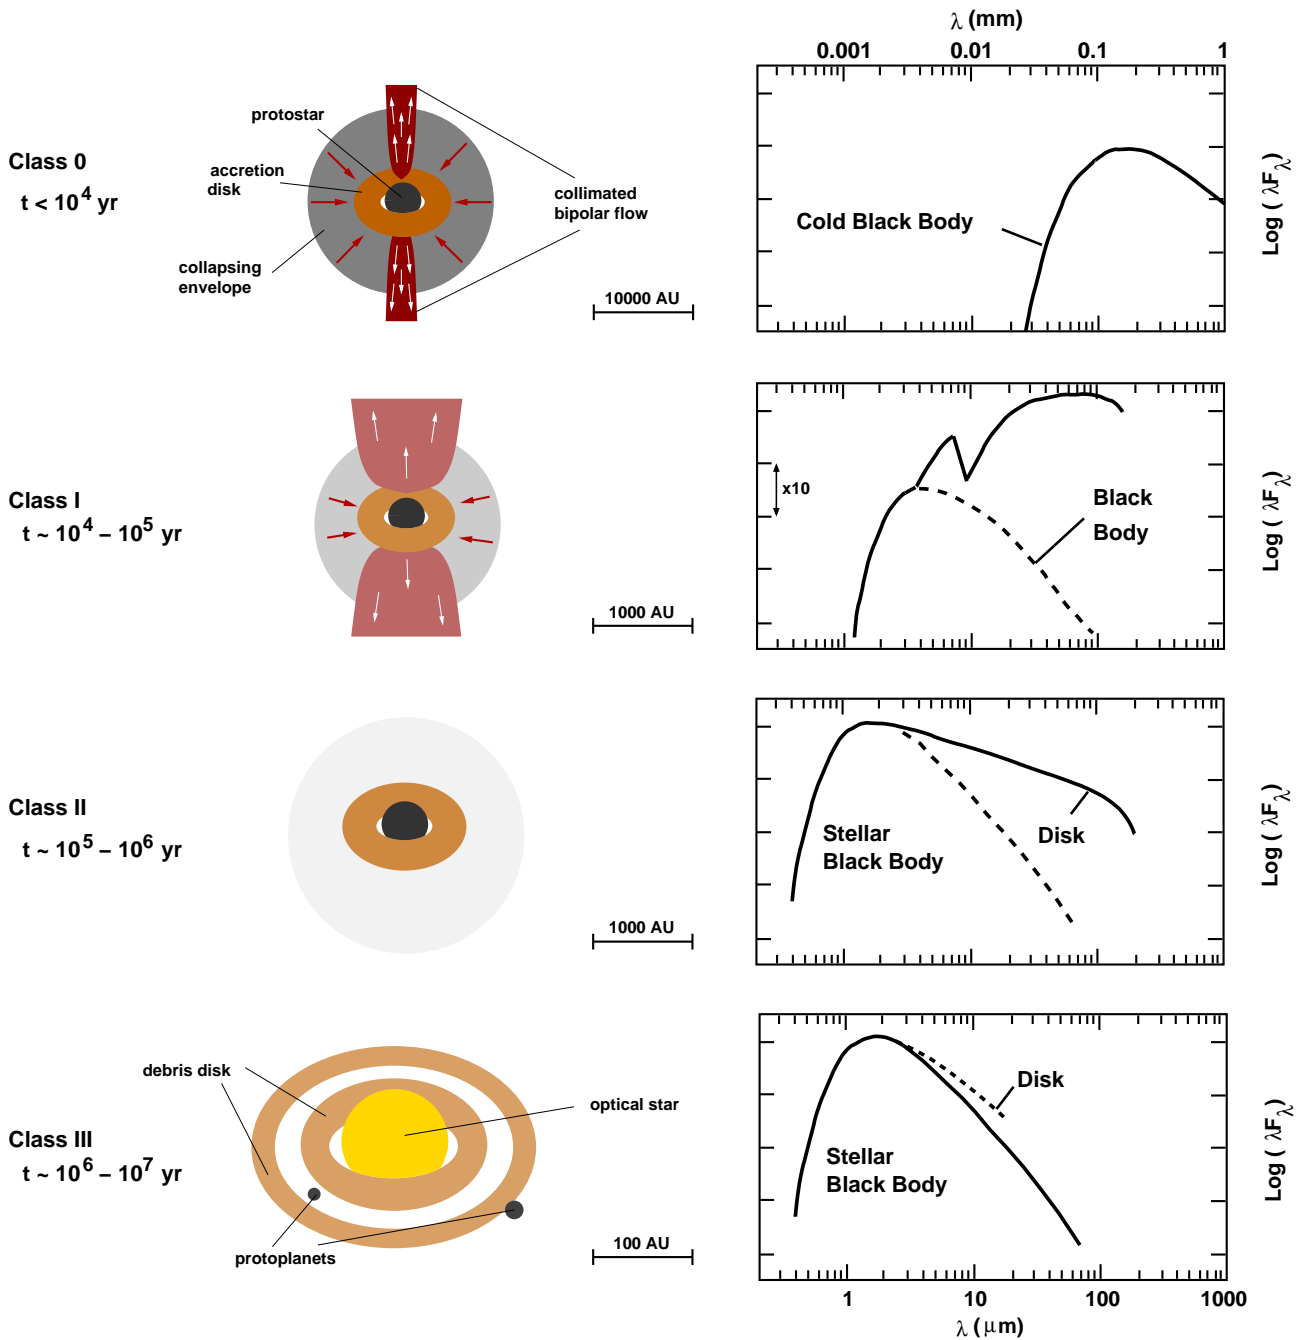 λ (mm)
0.001 0.01 0.1 1
Class 0
t < 10⁴ yr
protostar
accretion
disk
collapsing
envelope
collimated
bipolar flow
10000 AU
Cold Black Body
Log ( λF_λ )
Class I
t ~ 10⁴ – 10⁵ yr
1000 AU
x10
Black
Body
Log ( λF_λ )
Class II
t ~ 10⁵ – 10⁶ yr
1000 AU
Stellar
Black Body
Disk
Log ( λF_λ )
Class III
t ~ 10⁶ – 10⁷ yr
debris disk
optical star
protoplanets
100 AU
Disk
Stellar
Black Body
Log ( λF_λ )
1 10 100 1000
λ ( μm)